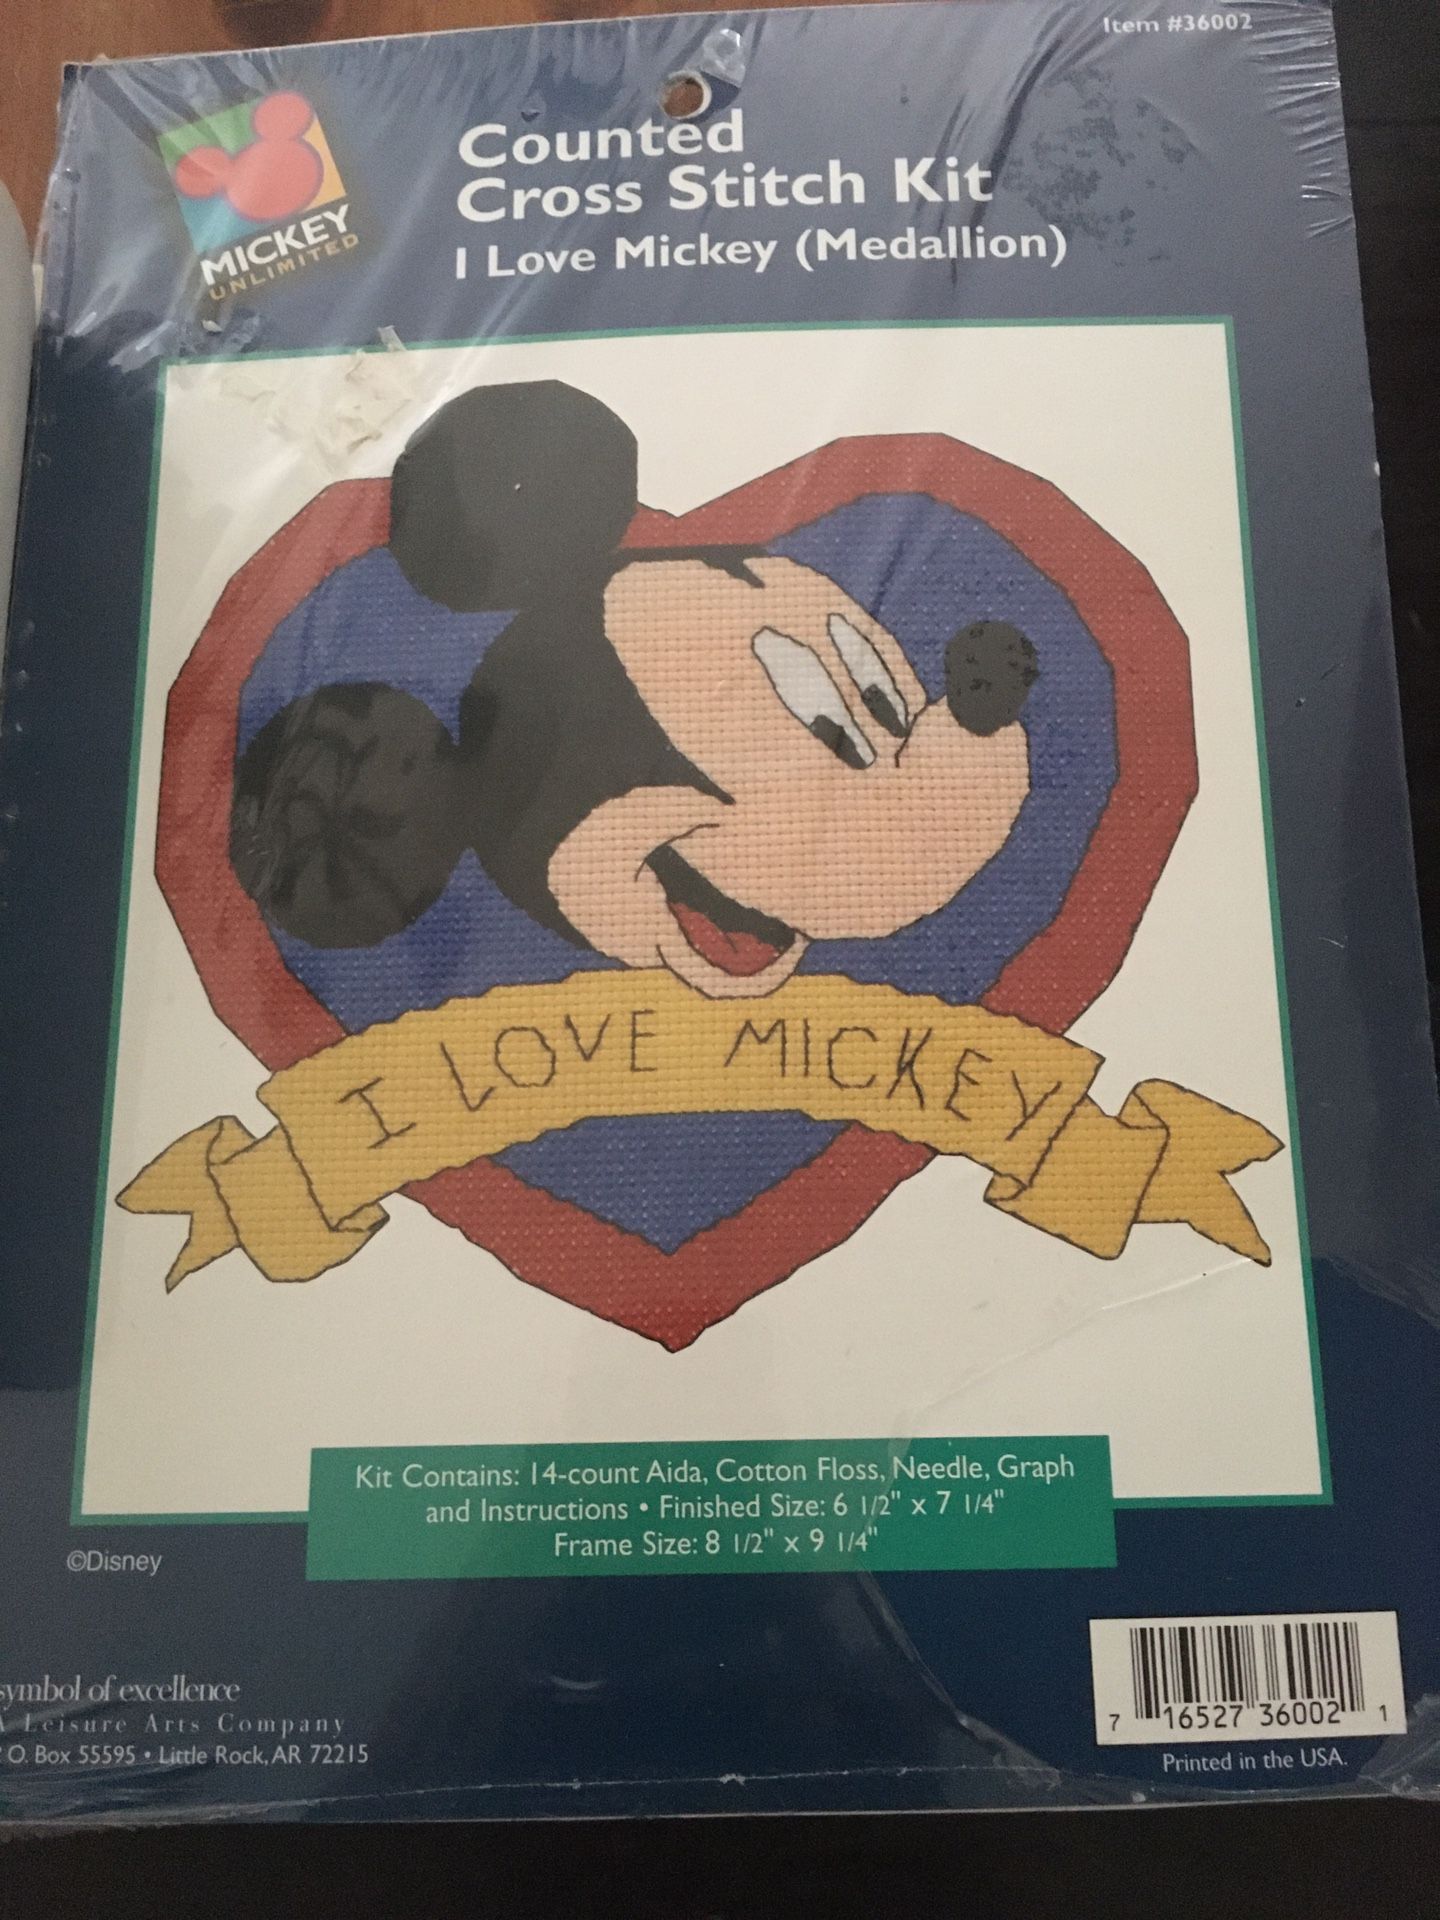 Item #36002
MICKEY
UNLIMITED
Counted
Cross Stitch Kit
I Love Mickey (Medallion)
I LOVE MICKEY
Kit Contains: 14-count Aida, Cotton Floss, Needle, Graph
and Instructions • Finished Size: 6 1/2" x 7 1/4"
Frame Size: 8 1/2" x 9 1/4"
©Disney
symbol of excellence
A Leisure Arts Company
O. Box 55595 • Little Rock, AR 72215
7 16527 36002 1
Printed in the USA.